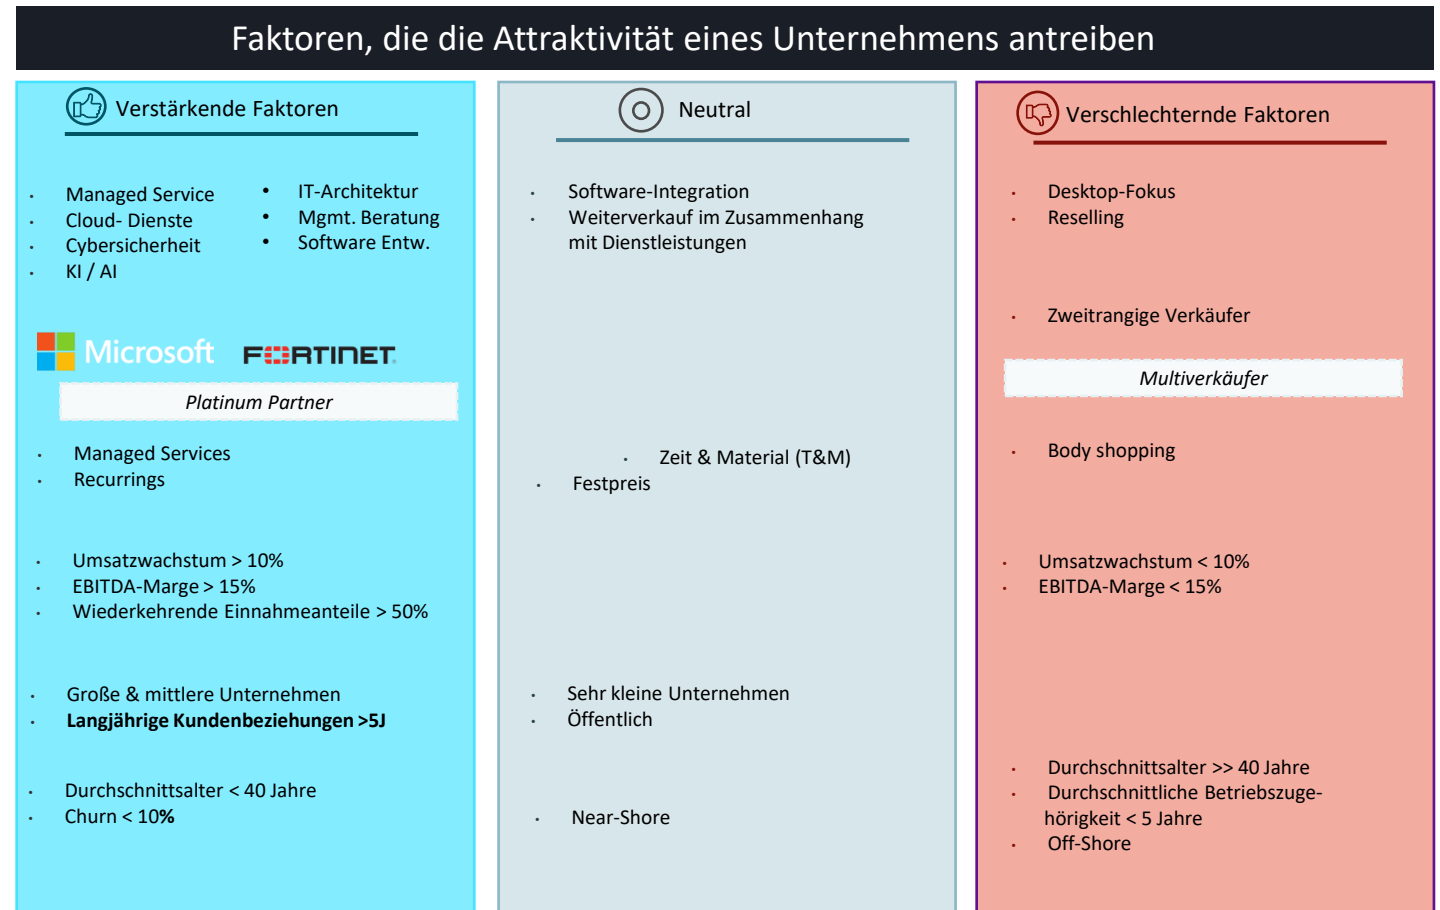 Faktoren, die die Attraktivität eines Unternehmens antreiben
Verstärkende Faktoren
• Managed Service
• Cloud- Dienste
• Cybersicherheit
• KI / AI
• IT-Architektur
• Mgmt. Beratung
• Software Entw.
Microsoft
FORTINET
Platinum Partner
• Managed Services
• Recurrings
• Umsatzwachstum > 10%
• EBITDA-Marge > 15%
• Wiederkehrende Einnahmeanteile > 50%
• Große & mittlere Unternehmen
• Langjährige Kundenbeziehungen >5J
• Durchschnittsalter < 40 Jahre
• Churn < 10%
Neutral
• Software-Integration
• Weiterverkauf im Zusammenhang
mit Dienstleistungen
• Zeit & Material (T&M)
• Festpreis
• Sehr kleine Unternehmen
• Öffentlich
• Near-Shore
Verschlechternde Faktoren
• Desktop-Fokus
• Reselling
• Zweitrangige Verkäufer
Multiverkäufer
• Body shopping
• Umsatzwachstum < 10%
• EBITDA-Marge < 15%
• Durchschnittsalter >> 40 Jahre
• Durchschnittliche Betriebszuge-
hörigkeit < 5 Jahre
• Off-Shore